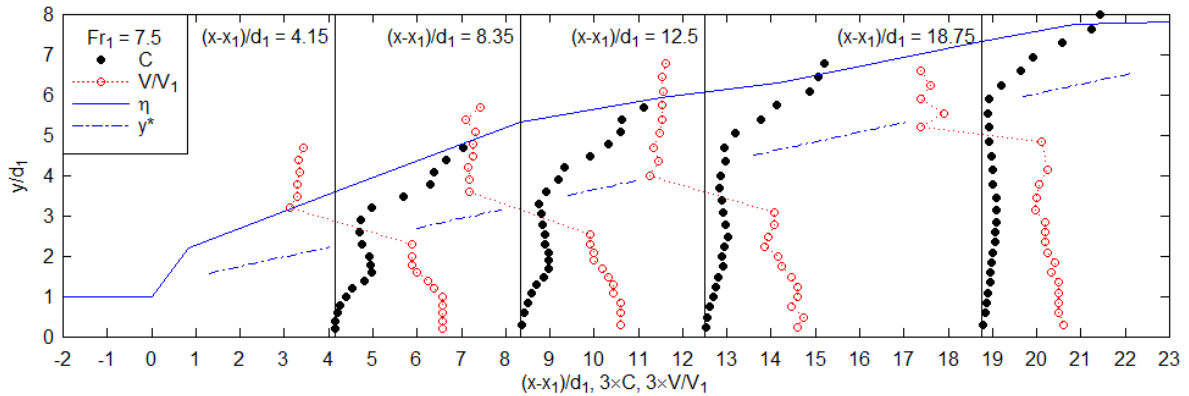 8
7
6
5
4
3
2
1
0
y/d1
Fr1 = 7.5
C
V/V1
η
y*
(x-x1)/d1 = 4.15
(x-x1)/d1 = 8.35
(x-x1)/d1 = 12.5
(x-x1)/d1 = 18.75
-2 -1 0 1 2 3 4 5 6 7 8 9 10 11 12 13 14 15 16 17 18 19 20 21 22 23
(x-x1)/d1, 3×C, 3×V/V1